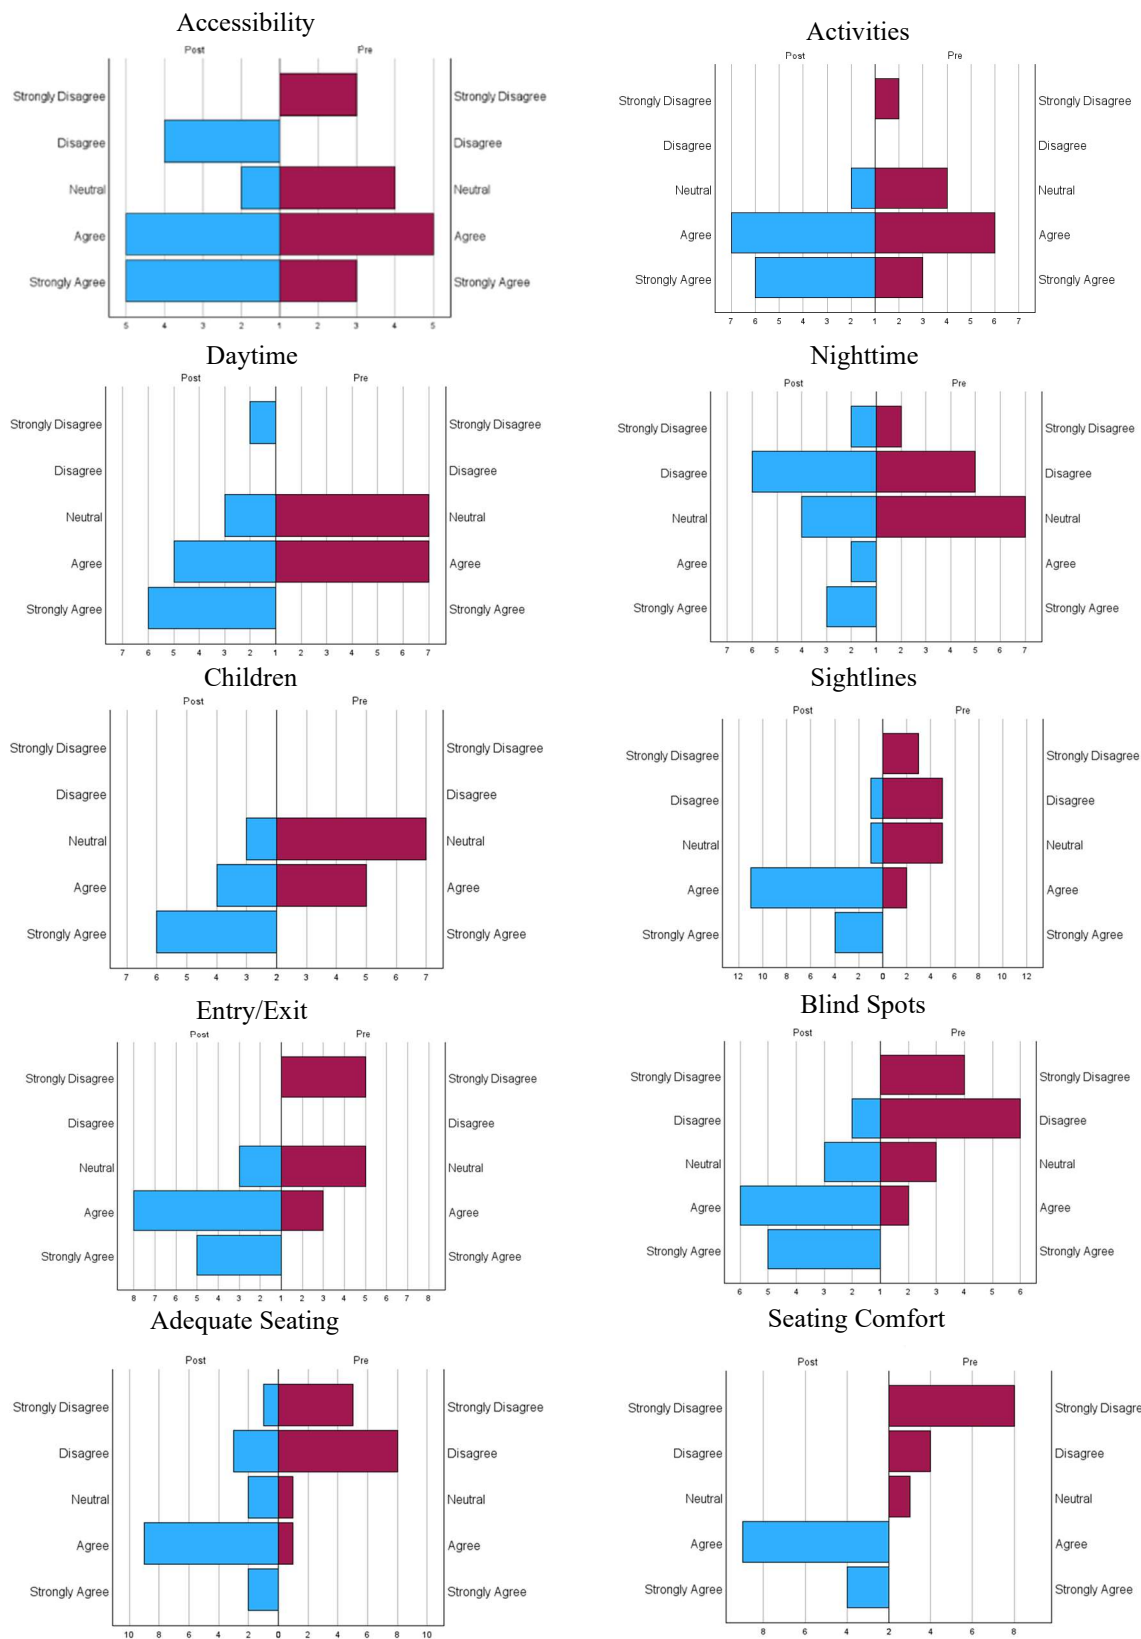 Accessibility
Post Pre
Strongly Disagree Strongly Disagree
Disagree Disagree
Neutral Neutral
Agree Agree
Strongly Agree Strongly Agree
5 4 3 2 1 2 3 4 5
Activities
Post Pre
Strongly Disagree Strongly Disagree
Disagree Disagree
Neutral Neutral
Agree Agree
Strongly Agree Strongly Agree
7 6 5 4 3 2 1 2 3 4 5 6 7
Daytime
Post Pre
Strongly Disagree Strongly Disagree
Disagree Disagree
Neutral Neutral
Agree Agree
Strongly Agree Strongly Agree
7 6 5 4 3 2 1 2 3 4 5 6 7
Nighttime
Post Pre
Strongly Disagree Strongly Disagree
Disagree Disagree
Neutral Neutral
Agree Agree
Strongly Agree Strongly Agree
7 6 5 4 3 2 1 2 3 4 5 6 7
Children
Post Pre
Strongly Disagree Strongly Disagree
Disagree Disagree
Neutral Neutral
Agree Agree
Strongly Agree Strongly Agree
7 6 5 4 3 2 3 4 5 6 7
Sightlines
Post Pre
Strongly Disagree Strongly Disagree
Disagree Disagree
Neutral Neutral
Agree Agree
Strongly Agree Strongly Agree
12 10 8 6 4 2 0 2 4 6 8 10 12
Entry/Exit
Post Pre
Strongly Disagree Strongly Disagree
Disagree Disagree
Neutral Neutral
Agree Agree
Strongly Agree Strongly Agree
8 7 6 5 4 3 2 1 2 3 4 5 6 7 8
Blind Spots
Post Pre
Strongly Disagree Strongly Disagree
Disagree Disagree
Neutral Neutral
Agree Agree
Strongly Agree Strongly Agree
6 5 4 3 2 1 2 3 4 5 6
Adequate Seating
Post Pre
Strongly Disagree Strongly Disagree
Disagree Disagree
Neutral Neutral
Agree Agree
Strongly Agree Strongly Agree
10 8 6 4 2 0 2 4 6 8 10
Seating Comfort
Post Pre
Strongly Disagree Strongly Disagre
Disagree Disagree
Neutral Neutral
Agree Agree
Strongly Agree Strongly Agree
8 6 4 2 4 6 8